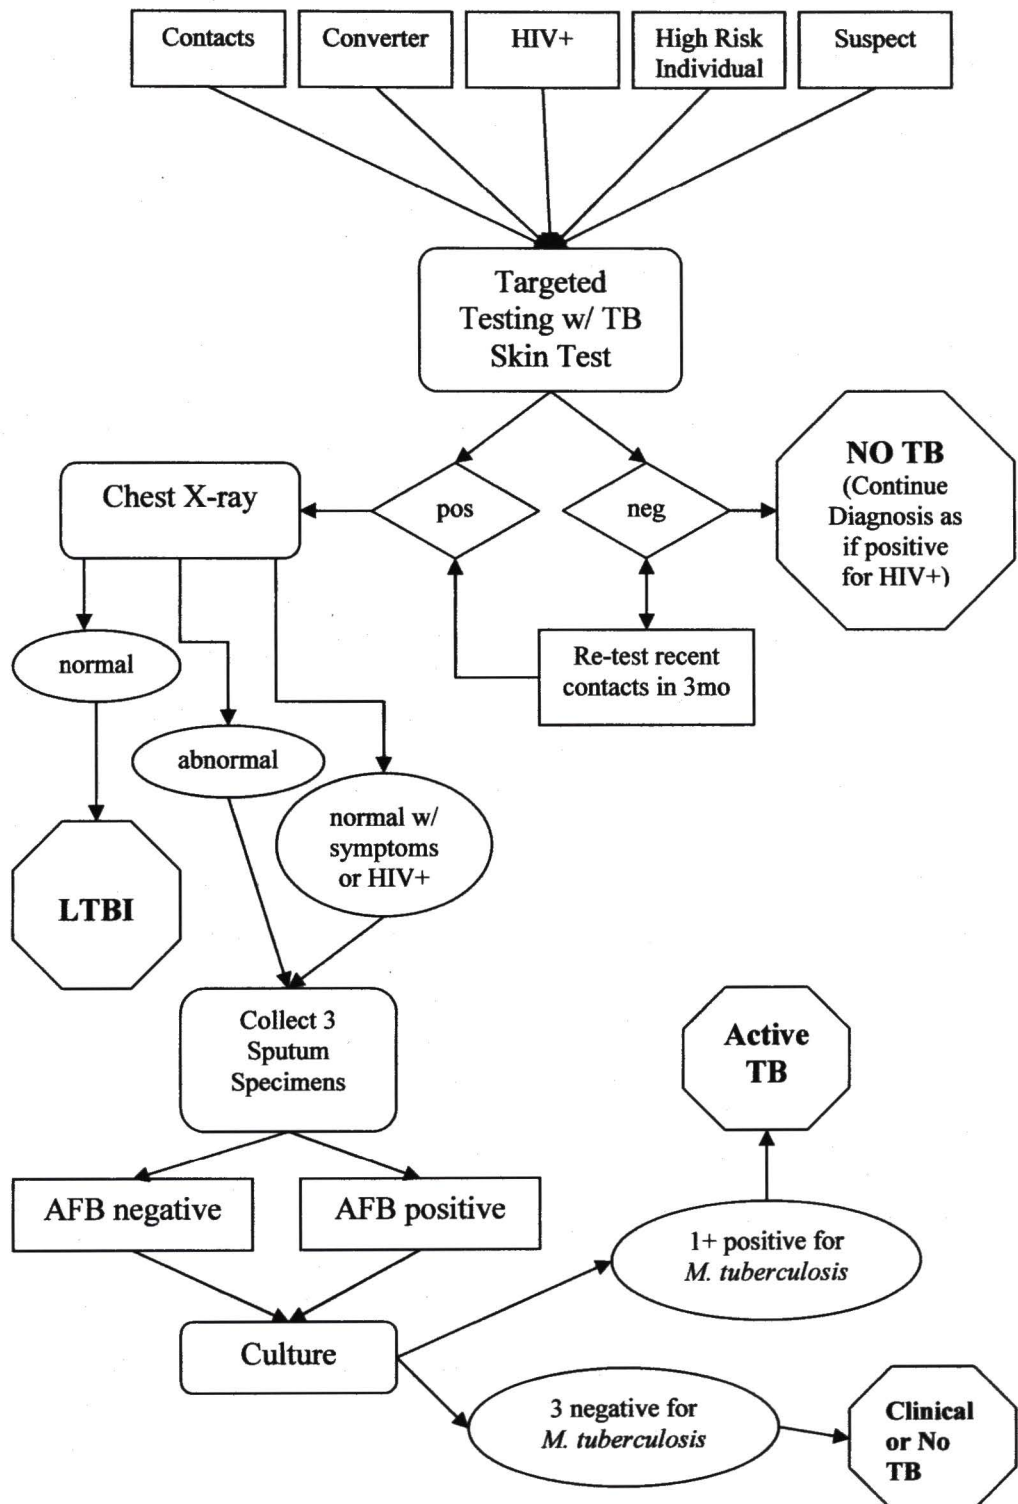 Contacts
Converter
HIV+
High Risk
Individual
Suspect
Targeted
Testing w/ TB
Skin Test
NO TB
(Continue
Diagnosis as
if positive
for HIV+)
Chest X-ray
pos
neg
normal
Re-test recent
contacts in 3mo
abnormal
normal w/
symptoms
or HIV+
LTBI
Collect 3
Sputum
Specimens
Active
TB
AFB negative
AFB positive
1+ positive for
M. tuberculosis
Culture
3 negative for
M. tuberculosis
Clinical
or No
TB